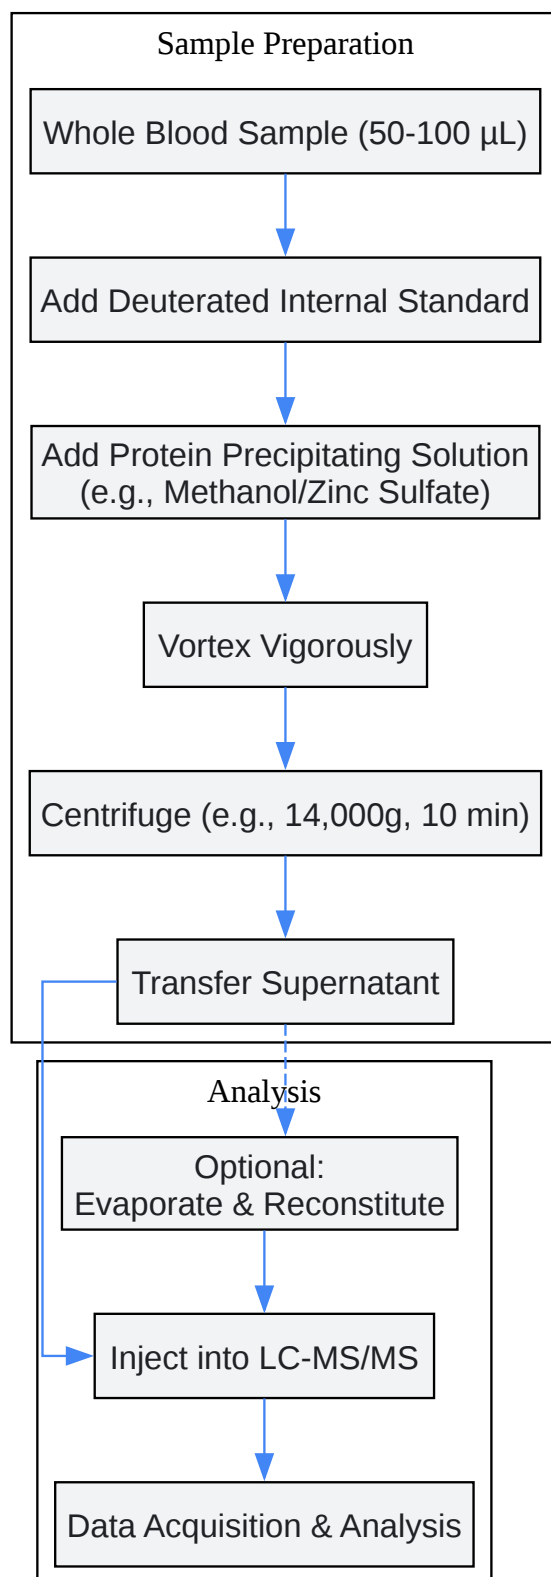 Sample Preparation
Whole Blood Sample (50-100 µL)
Add Deuterated Internal Standard
Add Protein Precipitating Solution
(e.g., Methanol/Zinc Sulfate)
Vortex Vigorously
Centrifuge (e.g., 14,000g, 10 min)
Transfer Supernatant
Analysis
Optional:
Evaporate & Reconstitute
Inject into LC-MS/MS
Data Acquisition & Analysis